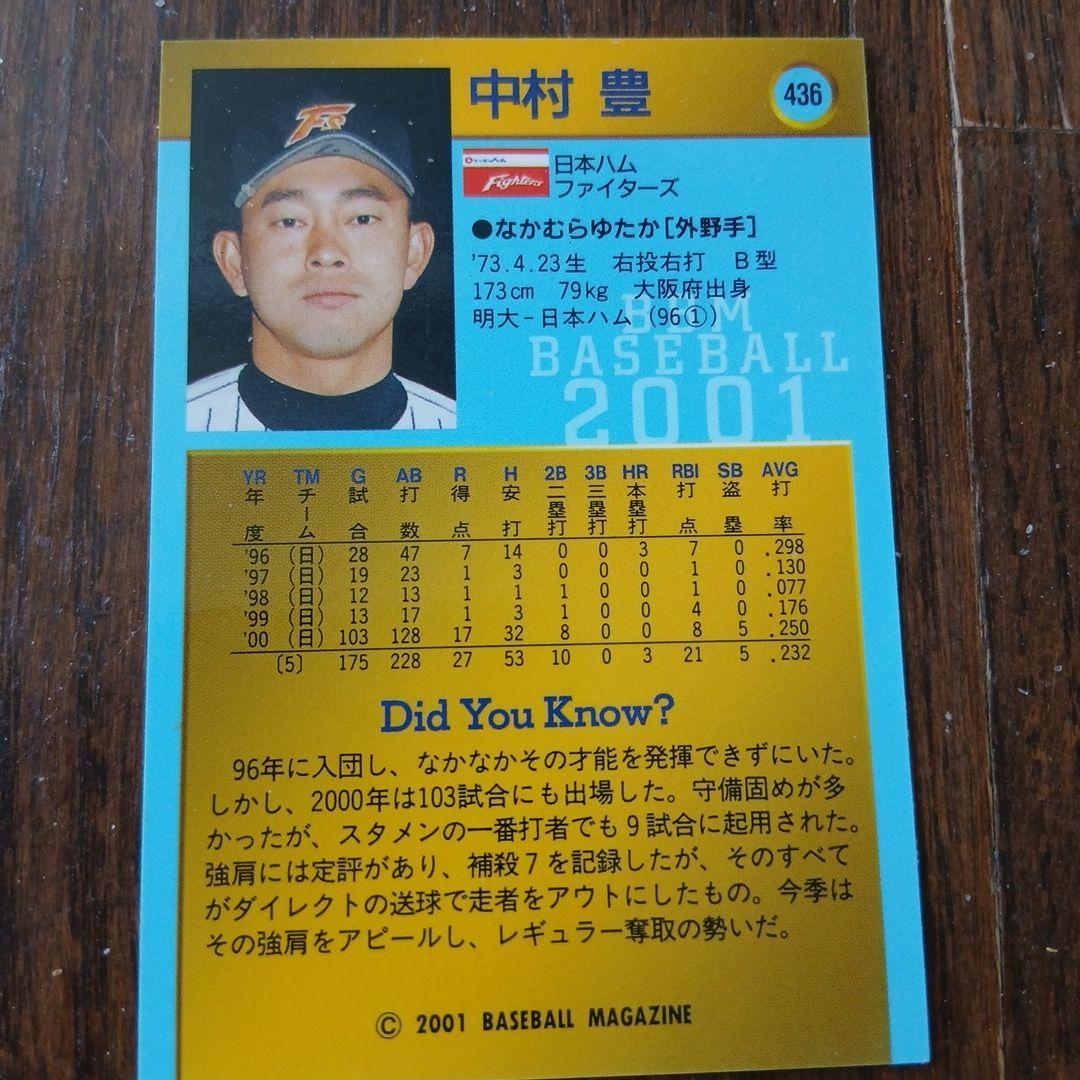 中村 豊
436
Fighters
日本ハム
ファイターズ
●なかむらゆたか[外野手]
'73.4.23生 右投右打 B型
173cm 79kg 大阪府出身
明大-日本ハム (96①)
BBM
BASEBALL
2001
YR TM G AB R H 2B 3B HR RBI SB AVG
年度 チーム 試合 打数 得点 安打 二塁打 三塁打 本塁打 打点 盗塁 打率
'96 (日) 28 47 7 14 0 0 3 7 0 .298
'97 (日) 19 23 1 3 0 0 0 1 0 .130
'98 (日) 12 13 1 1 1 0 0 1 0 .077
'99 (日) 13 17 1 3 1 0 0 4 0 .176
'00 (日) 103 128 17 32 8 0 0 8 5 .250
〔5〕 175 228 27 53 10 0 3 21 5 .232
Did You Know?
96年に入団し、なかなかその才能を発揮できずにいた。
しかし、2000年は103試合にも出場した。守備固めが多
かったが、スタメンの一番打者でも9試合に起用された。
強肩には定評があり、補殺7を記録したが、そのすべて
がダイレクトの送球で走者をアウトにしたもの。今季は
その強肩をアピールし、レギュラー奪取の勢いだ。
© 2001 BASEBALL MAGAZINE